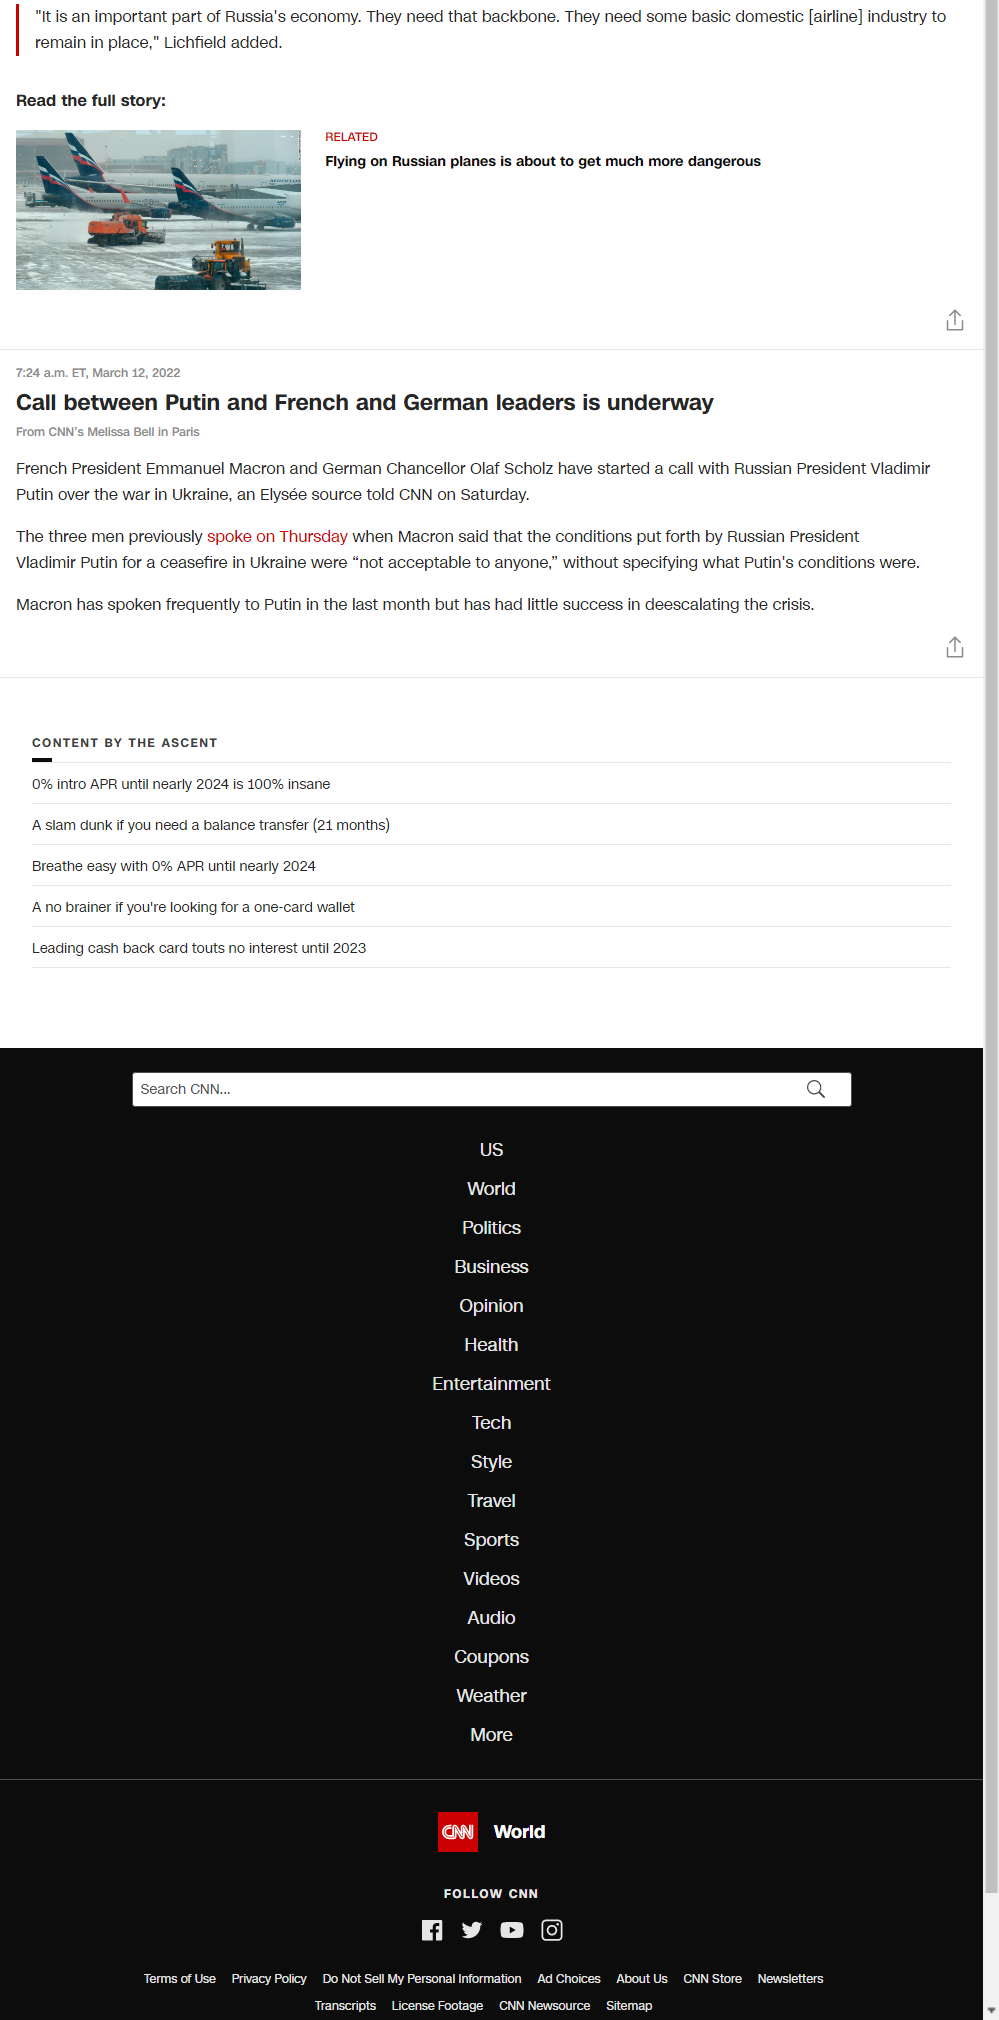 "It is an important part of Russia's economy. They need that backbone. They need some basic domestic [airline] industry to
remain in place," Lichfield added.
Read the full story:
RELATED
Flying on Russian planes is about to get much more dangerous
7:24 a.m. ET, March 12, 2022
Call between Putin and French and German leaders is underway
From CNN's Melissa Bell in Paris
French President Emmanuel Macron and German Chancellor Olaf Scholz have started a call with Russian President Vladimir
Putin over the war in Ukraine, an Elysée source told CNN on Saturday.
The three men previously spoke on Thursday when Macron said that the conditions put forth by Russian President
Vladimir Putin for a ceasefire in Ukraine were “not acceptable to anyone,” without specifying what Putin's conditions were.
Macron has spoken frequently to Putin in the last month but has had little success in deescalating the crisis.
CONTENT BY THE ASCENT
0% intro APR until nearly 2024 is 100% insane
A slam dunk if you need a balance transfer (21 months)
Breathe easy with 0% APR until nearly 2024
A no brainer if you're looking for a one-card wallet
Leading cash back card touts no interest until 2023
Search CNN...
US
World
Politics
Business
Opinion
Health
Entertainment
Tech
Style
Travel
Sports
Videos
Audio
Coupons
Weather
More
CNN World
FOLLOW CNN
Terms of Use Privacy Policy Do Not Sell My Personal Information Ad Choices About Us CNN Store Newsletters
Transcripts License Footage CNN Newsource Sitemap